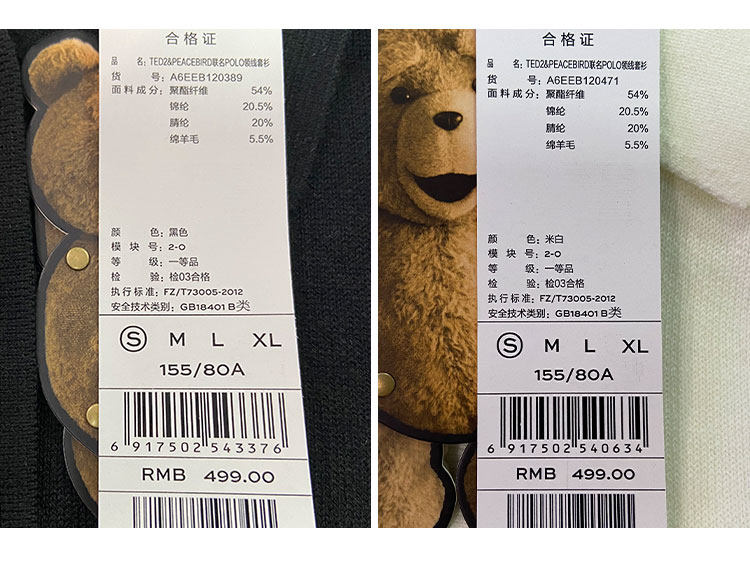 合格证
品 名: TED2&PEACEBIRD联名POLO领线套衫
货 号: A6EEB120389
面料成分: 聚酯纤维 54%
锦纶 20.5%
腈纶 20%
绵羊毛 5.5%
颜 色: 黑色
模 块 号: 2-0
等 级: 一等品
检 验: 检03合格
执行标准: FZ/T73005-2012
安全技术类别: GB18401 B类
S M L XL
155/80A
6 917502 543376
RMB 499.00
合格证
品 名: TED2&PEACEBIRD联名POLO领线套衫
货 号: A6EEB120471
面料成分: 聚酯纤维 54%
锦纶 20.5%
腈纶 20%
绵羊毛 5.5%
颜 色: 米白
模 块 号: 2-0
等 级: 一等品
检 验: 检03合格
执行标准: FZ/T73005-2012
安全技术类别: GB18401 B类
S M L XL
155/80A
6 917502 540634
RMB 499.00